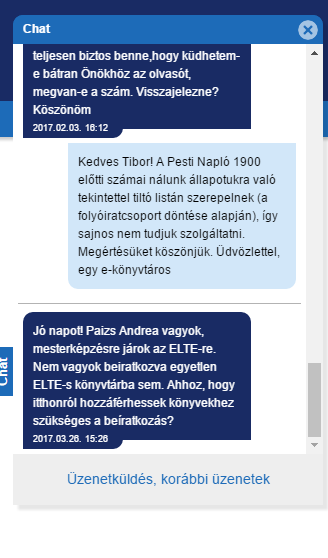 Chat
teljesen biztos benne,hogy küdhetem-
e bátran Önökhöz az olvasót,
megvan-e a szám. Visszajelezne?
Köszönöm
2017.02.03. 16:12
Kedves Tibor! A Pesti Napló 1900
előtti számai nálunk állapotukra való
tekintettel tiltó listán szerepelnek (a
folyóiratcsoport döntése alapján), így
sajnos nem tudjuk szolgáltatni.
Megértésüket köszönjük. Üdvözlettel,
egy e-könyvtáros
Jó napot! Paizs Andrea vagyok,
mesterképzésre járok az ELTE-re.
Nem vagyok beiratkozva egyetlen
ELTE-s könyvtárba sem. Ahhoz, hogy
itthonról hozzáférhessek könyvekhez
szükséges a beíratkozás?
2017.03.26. 15:26
Chat
Üzenetküldés, korábbi üzenetek